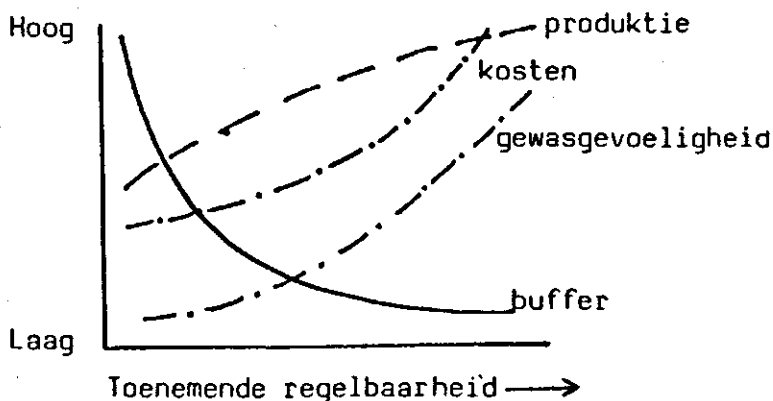 Hoog
produktie
kosten
gewasgevoeligheid
buffer
Laag
Toenemende regelbaarheid